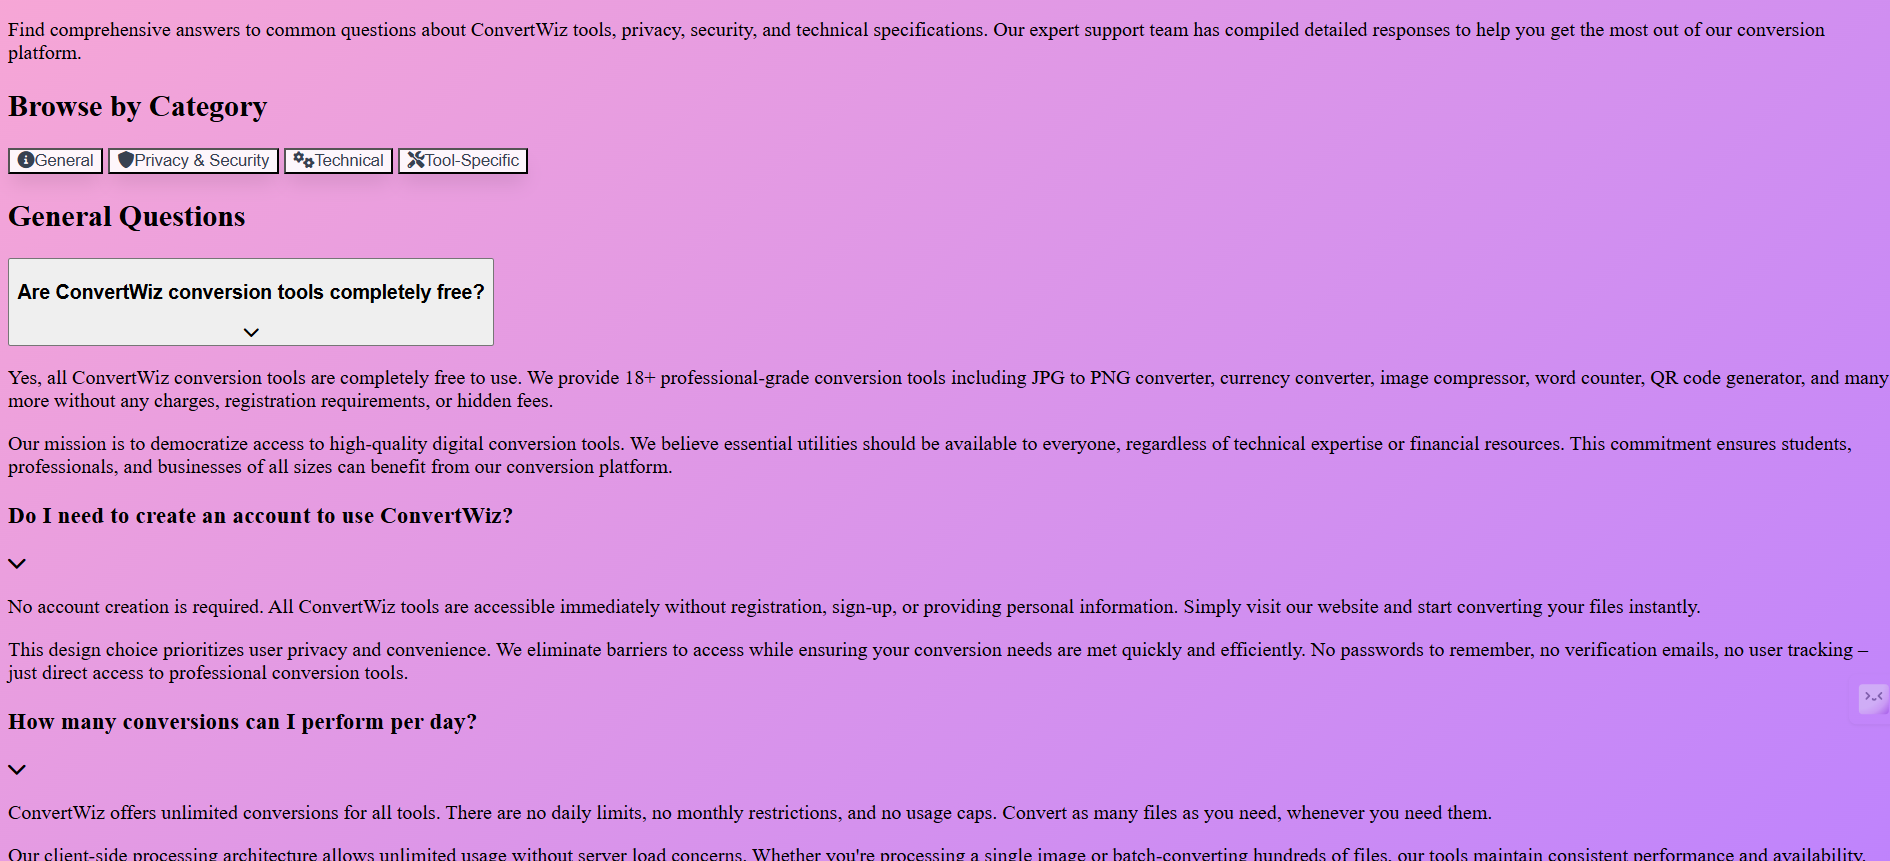 Find comprehensive answers to common questions about ConvertWiz tools, privacy, security, and technical specifications. Our expert support team has compiled detailed responses to help you get the most out of our conversion
platform.
Browse by Category
General Privacy & Security Technical Tool-Specific
General Questions
Are ConvertWiz conversion tools completely free?
Yes, all ConvertWiz conversion tools are completely free to use. We provide 18+ professional-grade conversion tools including JPG to PNG converter, currency converter, image compressor, word counter, QR code generator, and many
more without any charges, registration requirements, or hidden fees.
Our mission is to democratize access to high-quality digital conversion tools. We believe essential utilities should be available to everyone, regardless of technical expertise or financial resources. This commitment ensures students,
professionals, and businesses of all sizes can benefit from our conversion platform.
Do I need to create an account to use ConvertWiz?
No account creation is required. All ConvertWiz tools are accessible immediately without registration, sign-up, or providing personal information. Simply visit our website and start converting your files instantly.
This design choice prioritizes user privacy and convenience. We eliminate barriers to access while ensuring your conversion needs are met quickly and efficiently. No passwords to remember, no verification emails, no user tracking –
just direct access to professional conversion tools.
How many conversions can I perform per day?
ConvertWiz offers unlimited conversions for all tools. There are no daily limits, no monthly restrictions, and no usage caps. Convert as many files as you need, whenever you need them.
Our client-side processing architecture allows unlimited usage without server load concerns. Whether you're processing a single image or batch-converting hundreds of files, our tools maintain consistent performance and availability.